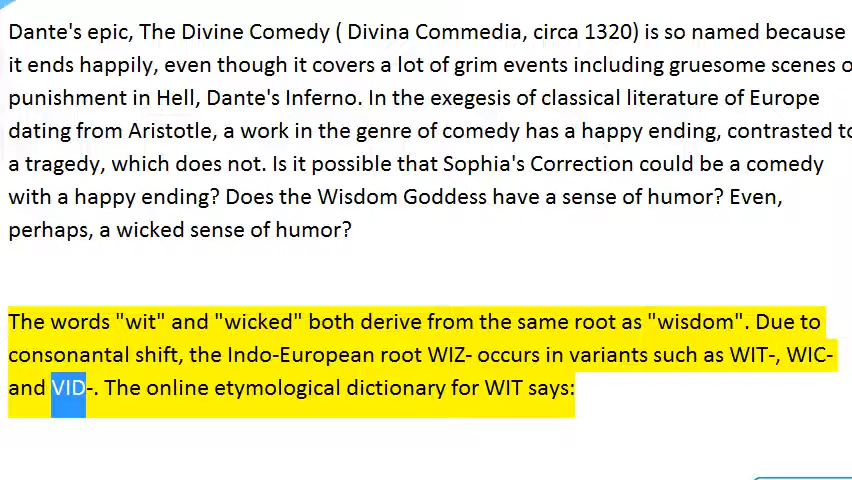 Dante's epic, The Divine Comedy ( Divina Commedia, circa 1320) is so named because
it ends happily, even though it covers a lot of grim events including gruesome scenes o
punishment in Hell, Dante's Inferno. In the exegesis of classical literature of Europe
dating from Aristotle, a work in the genre of comedy has a happy ending, contrasted to
a tragedy, which does not. Is it possible that Sophia's Correction could be a comedy
with a happy ending? Does the Wisdom Goddess have a sense of humor? Even,
perhaps, a wicked sense of humor?
The words "wit" and "wicked" both derive from the same root as "wisdom". Due to
consonantal shift, the Indo-European root WIZ- occurs in variants such as WIT-, WIC-
and VID-. The online etymological dictionary for WIT says: